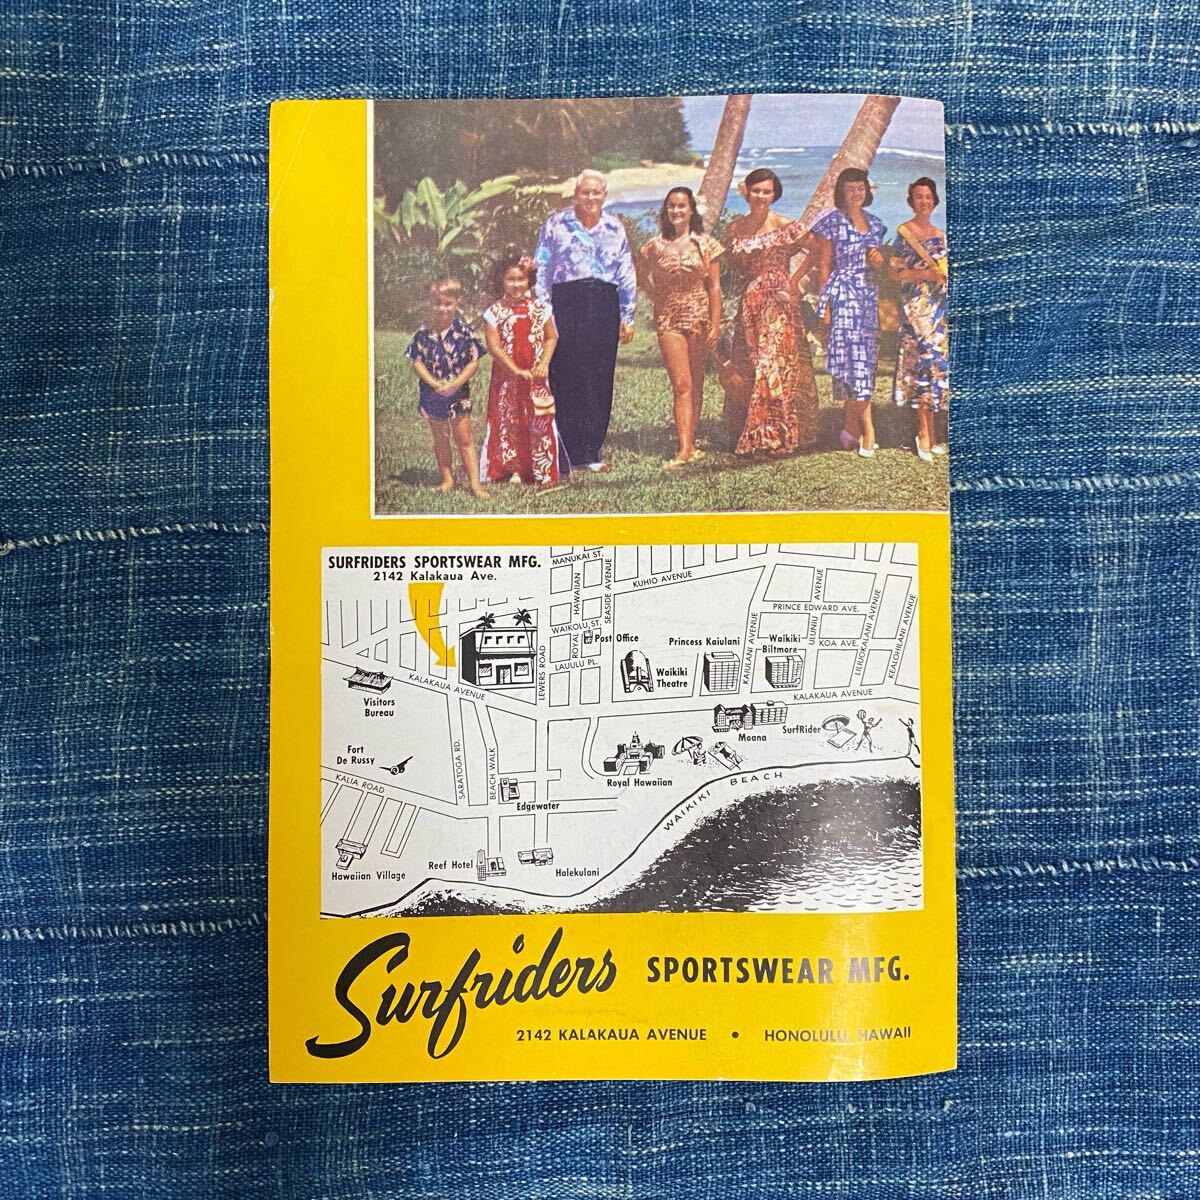 SURFRIDERS SPORTSWEAR MFG.
2142 Kalakaua Ave.
MANUKAI ST.
HAWAIIAN
SEASIDE AVENUE
KUHIO AVENUE
AVENUE
PRINCE EDWARD AVE.
WAIKOLU ST.
ROYAL
Post Office
LAUULU PL.
LEWERS ROAD
Princess Kaiulani
KAIULANI AVENUE
Waikiki
Biltmore
ULUNIU
KOA AVE.
LILIUOKALANI AVENUE
KEALOHILANI AVENUE
Waikiki
Theatre
KALAKAUA AVENUE
KALAKAUA AVENUE
Visitors
Bureau
Moana
SurfRider
Fort
De Russy
SARATOGA RD.
BEACH WALK
Royal Hawaiian
KALIA ROAD
Edgewater
WAIKIKI BEACH
Hawaiian Village
Reef Hotel
Halekulani
Surfriders SPORTSWEAR MFG.
2142 KALAKAUA AVENUE • HONOLULU, HAWAII